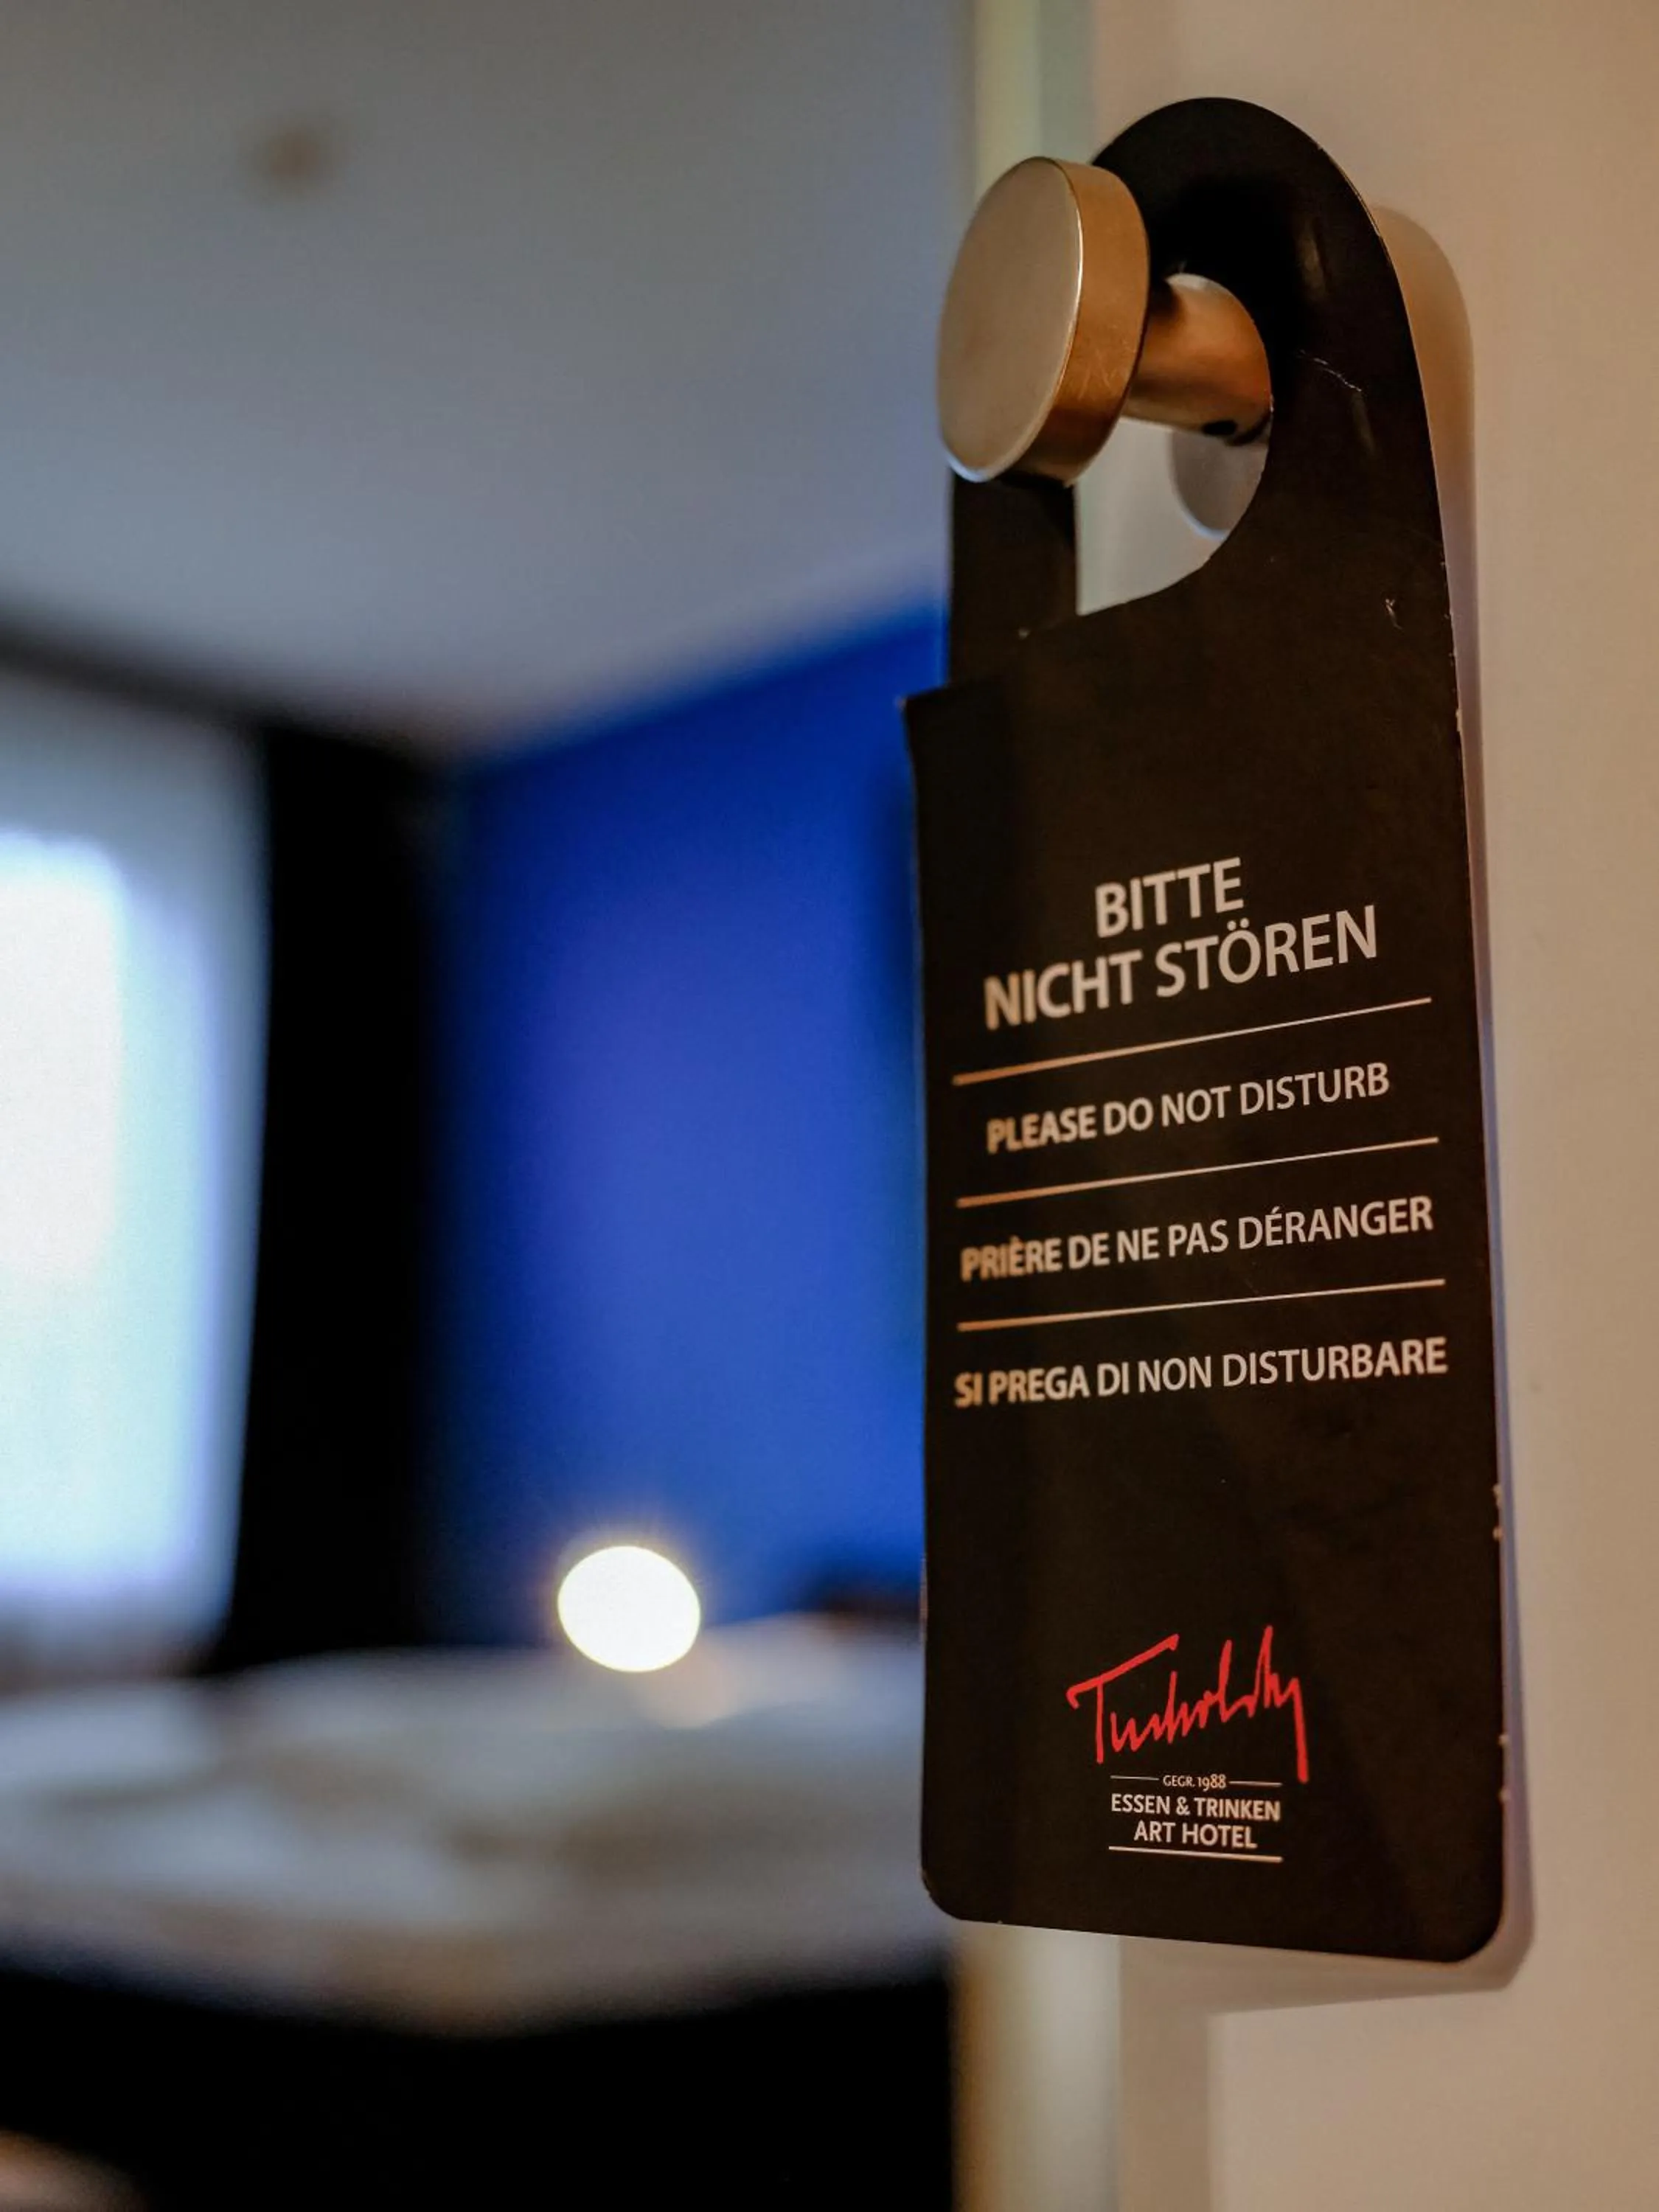 BITTE
NICHT STÖREN
PLEASE DO NOT DISTURB
PRIÈRE DE NE PAS DÉRANGER
SI PREGA DI NON DISTURBARE
Tucholsky
GEGR. 1988
ESSEN & TRINKEN
ART HOTEL